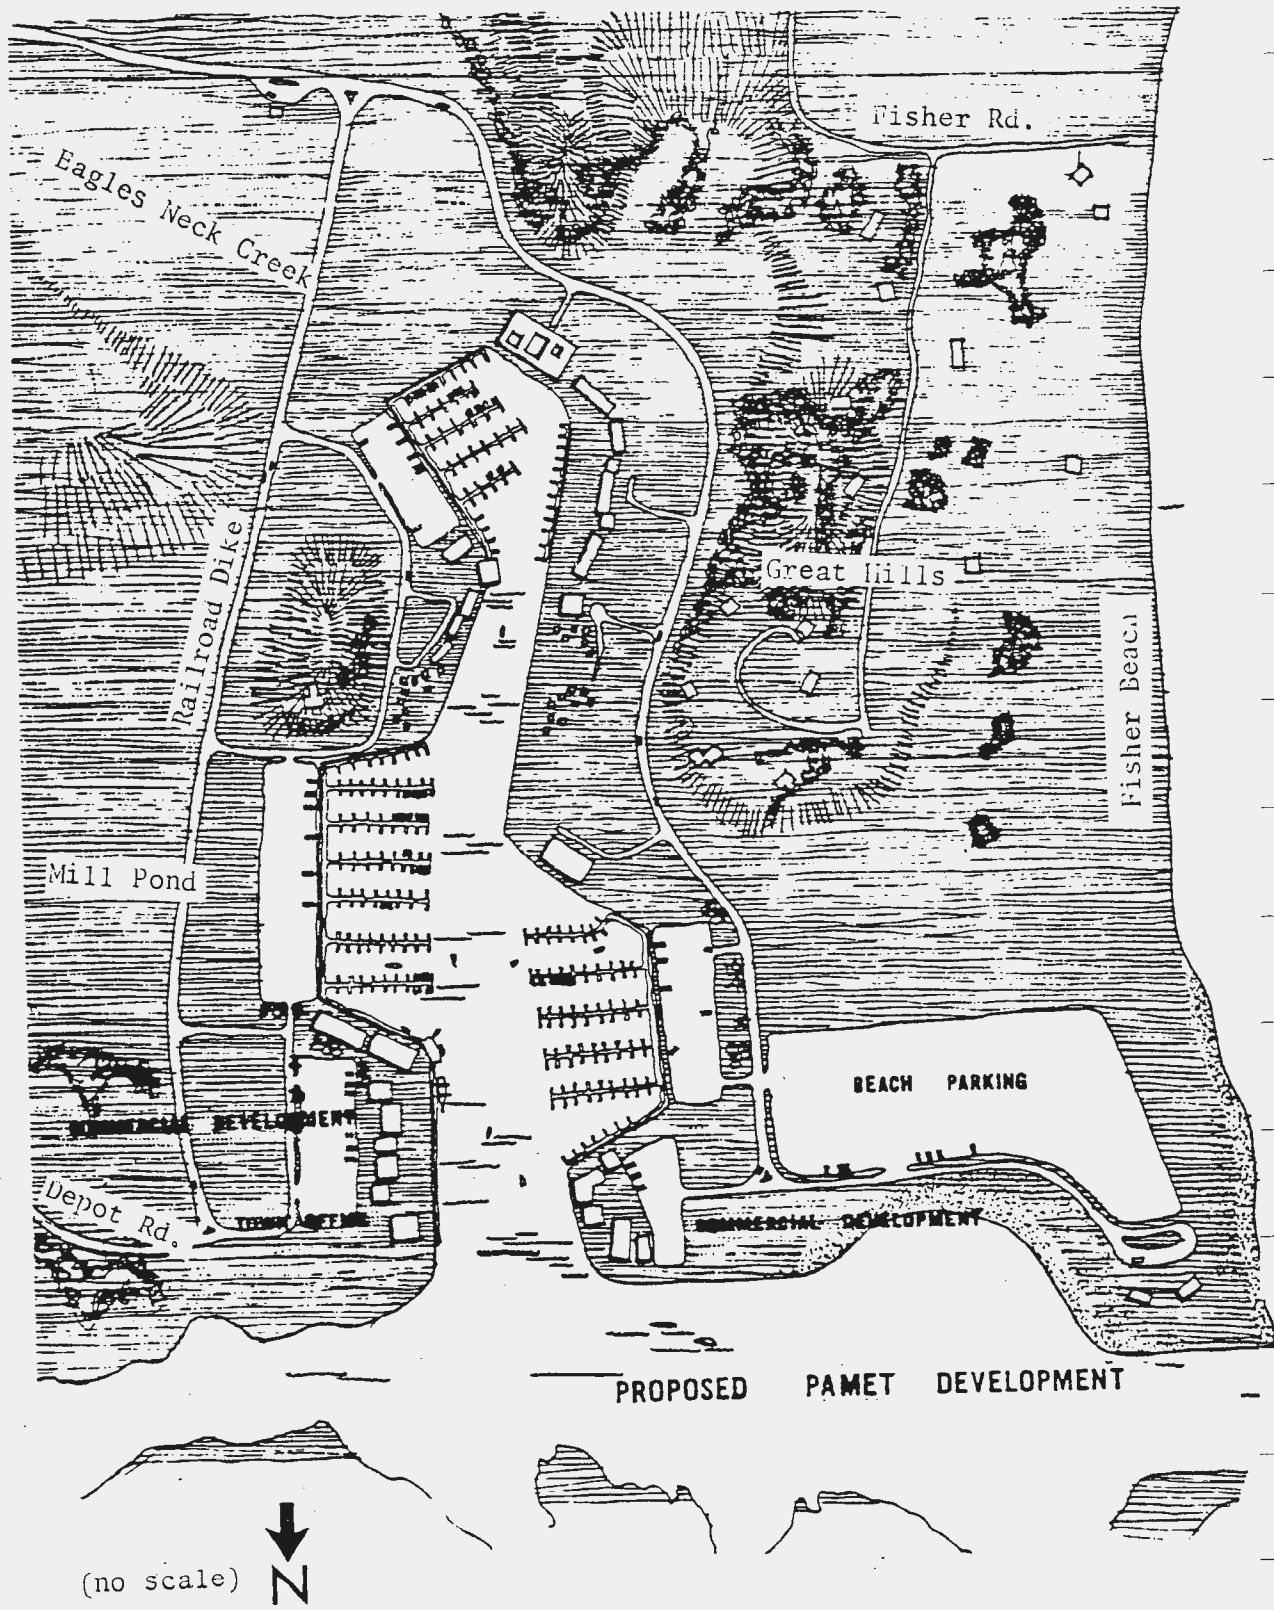 Fisher Rd.
Eagles Neck Creek
Railroad Dike
Great Hills
Fisher Beach
Mill Pond
BEACH PARKING
COMMERCIAL DEVELOPMENT
Depot Rd.
TOWN OFFICE
COMMERCIAL DEVELOPMENT
PROPOSED PAMET DEVELOPMENT
(no scale)
N